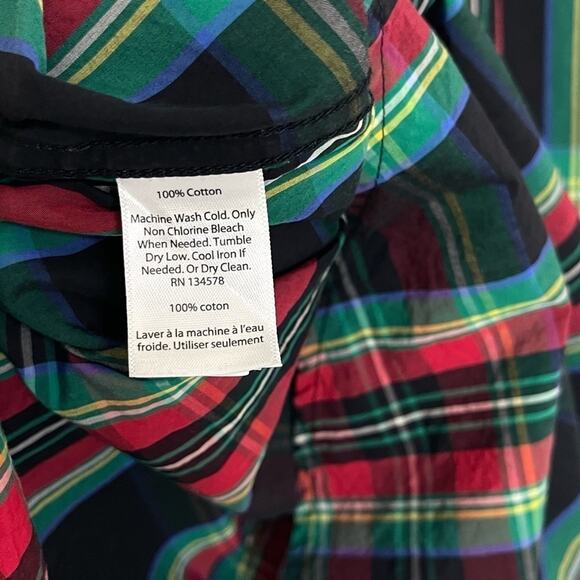 100% Cotton
Machine Wash Cold. Only
Non Chlorine Bleach
When Needed. Tumble
Dry Low. Cool Iron If
Needed. Or Dry Clean.
RN 134578
100% coton
Laver à la machine à l'eau
froide. Utiliser seulement